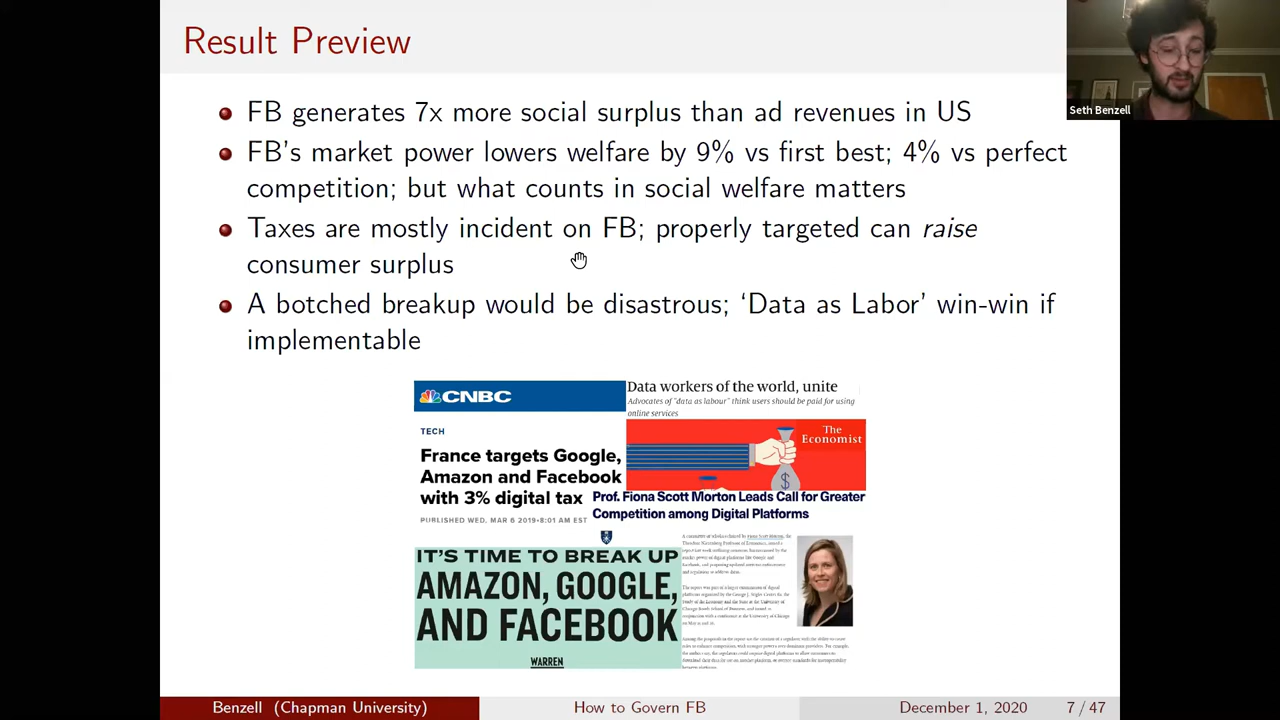 Result Preview
Seth Benzell
FB generates 7x more social surplus than ad revenues in US
FB's market power lowers welfare by 9% vs first best; 4% vs perfect
competition; but what counts in social welfare matters
Taxes are mostly incident on FB; properly targeted can raise
consumer surplus
A botched breakup would be disastrous; ‘Data as Labor’ win-win if
implementable
CNBC
TECH
France targets Google,
Amazon and Facebook
with 3% digital tax
PUBLISHED WED, MAR 6 2019•8:01 AM EST
Data workers of the world, unite
Advocates of "data as labour" think users should be paid for using
online services
The
Economist
$
Prof. Fiona Scott Morton Leads Call for Greater
Competition among Digital Platforms
IT'S TIME TO BREAK UP
AMAZON, GOOGLE,
AND FACEBOOK
WARREN
Benzell (Chapman University)
How to Govern FB
December 1, 2020
7 / 47